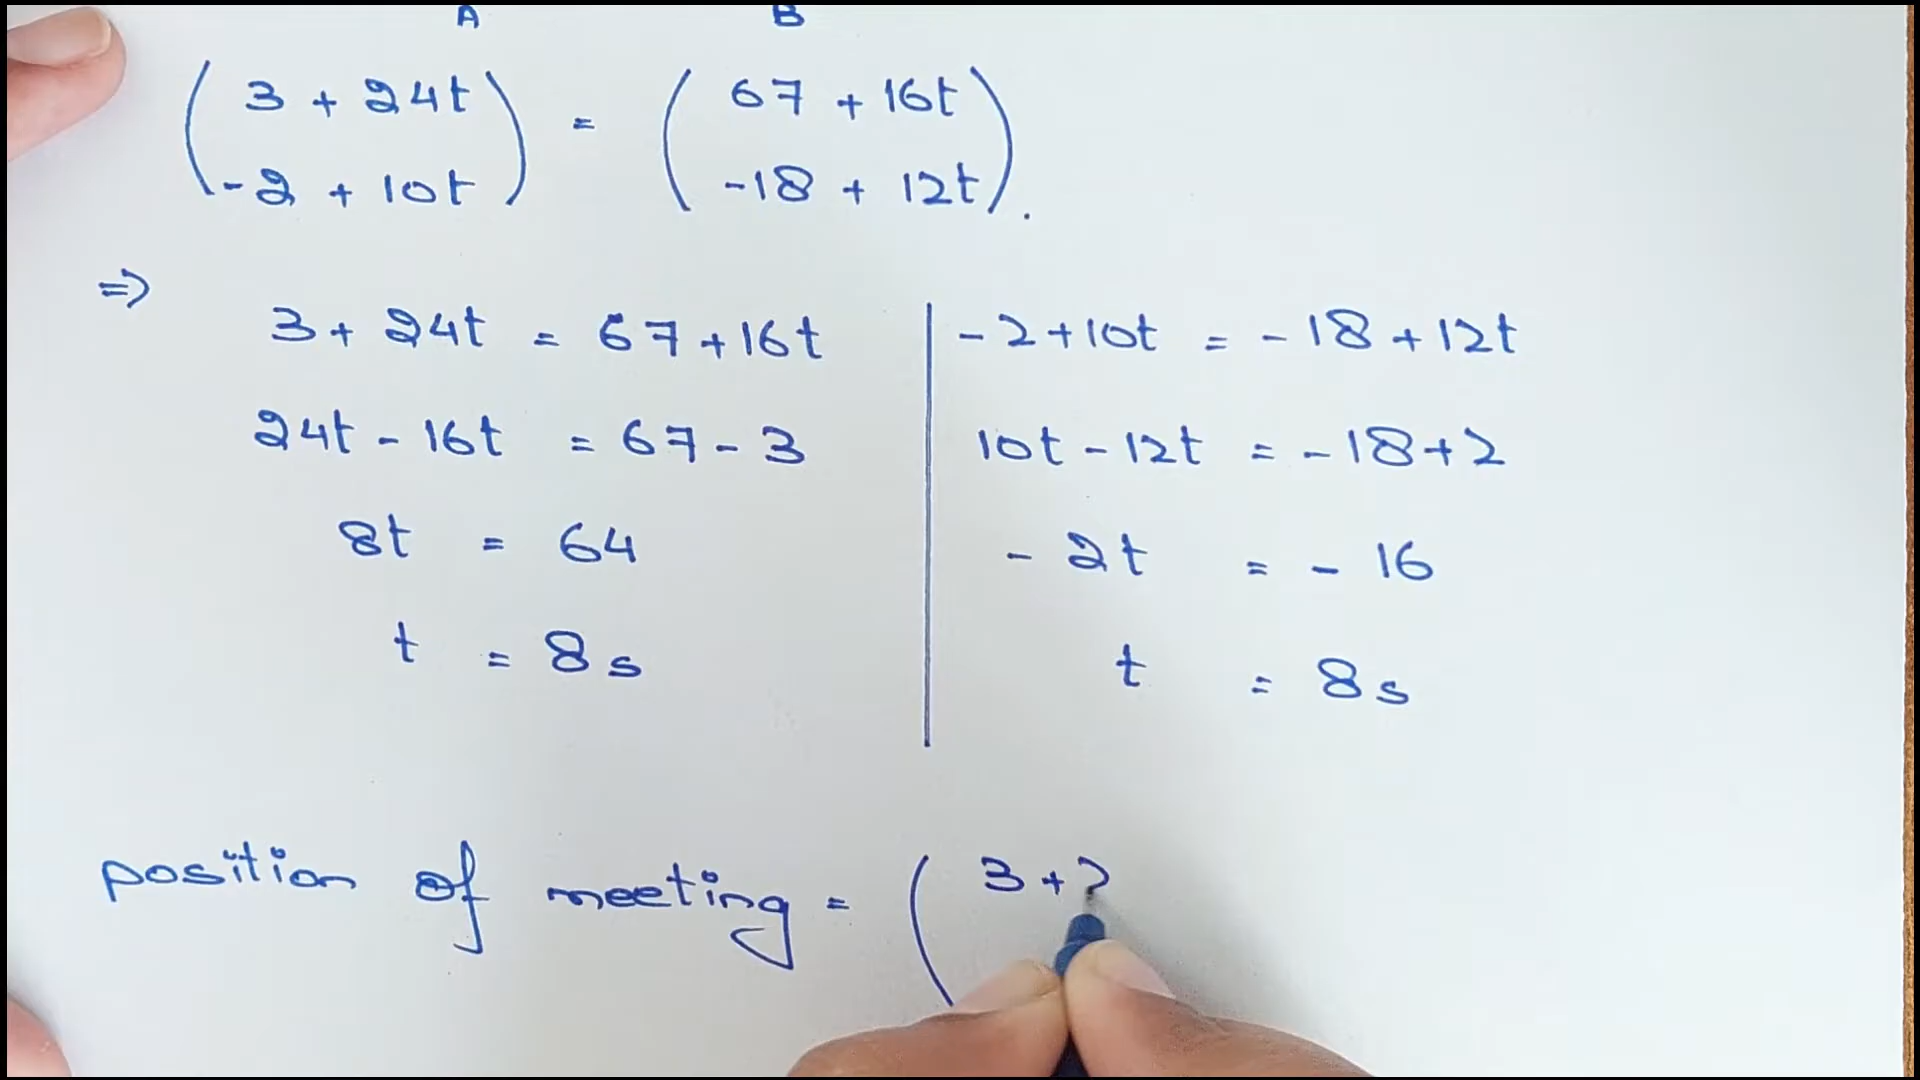 A B
( 3 + 24t ) = ( 67 + 16t )
( -2 + 10t ) ( -18 + 12t ).
⇒
3 + 24t = 67 + 16t | -2 + 10t = -18 + 12t
24t - 16t = 67 - 3 | 10t - 12t = -18 + 2
8t = 64 | - 2t = - 16
t = 8s | t = 8s
position of meeting = ( 3 + 2